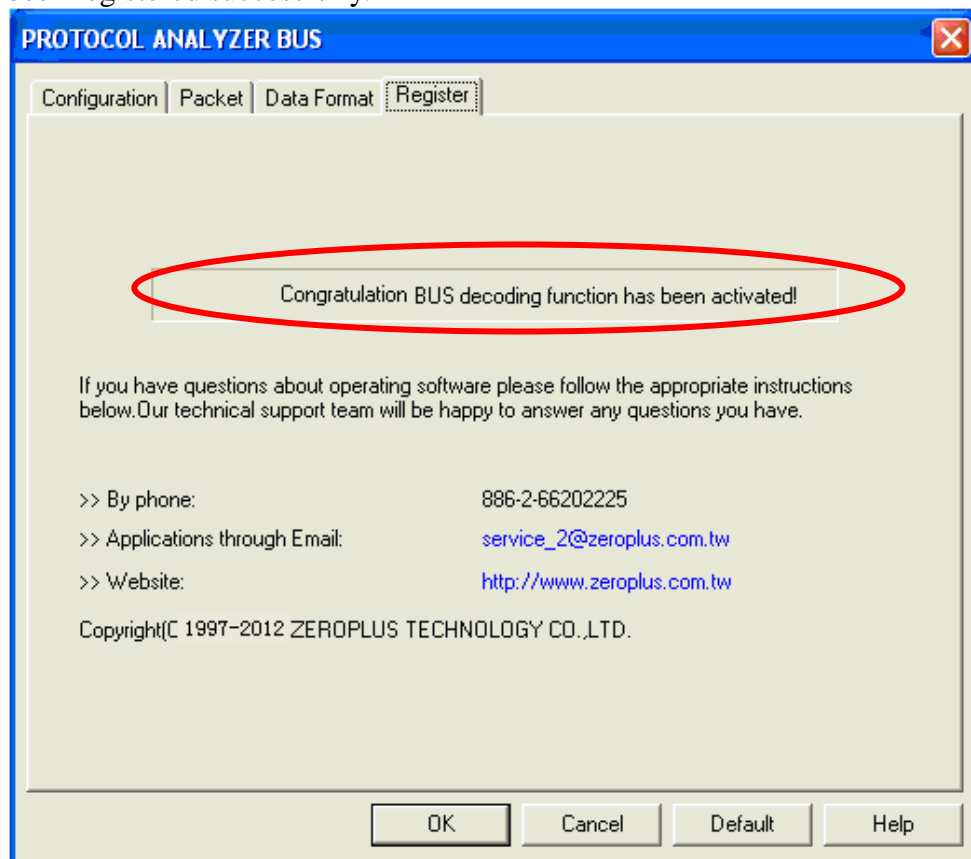 registered successfully.
PROTOCOL ANALYZER BUS
Configuration Packet Data Format Register
Congratulation BUS decoding function has been activated!
If you have questions about operating software please follow the appropriate instructions
below.Our technical support team will be happy to answer any questions you have.
>> By phone: 886-2-66202225
>> Applications through Email: service_2@zeroplus.com.tw
>> Website: http://www.zeroplus.com.tw
Copyright(C 1997-2012 ZEROPLUS TECHNOLOGY CO.,LTD.
OK Cancel Default Help